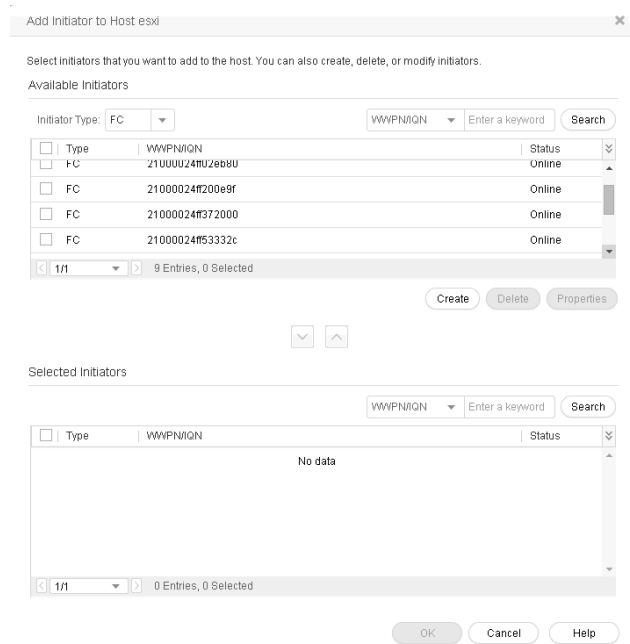 Add Initiator to Host esxi
Select initiators that you want to add to the host. You can also create, delete, or modify initiators.
Available Initiators
Initiator Type: FC
WWPN/IQN Enter a keyword Search
Type WWPN/IQN Status
FC 21000024ff02eb80 Online
FC 21000024ff200e9f Online
FC 21000024ff372000 Online
FC 21000024ff53332c Online
1/1 9 Entries, 0 Selected
Create Delete Properties
Selected Initiators
WWPN/IQN Enter a keyword Search
Type WWPN/IQN Status
No data
1/1 0 Entries, 0 Selected
OK Cancel Help